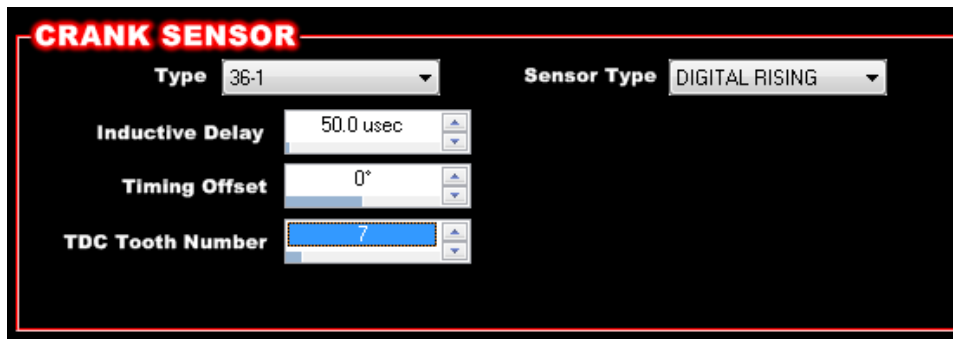 CRANK SENSOR
Type 36-1 Sensor Type DIGITAL RISING
Inductive Delay 50.0 usec
Timing Offset 0°
TDC Tooth Number 7